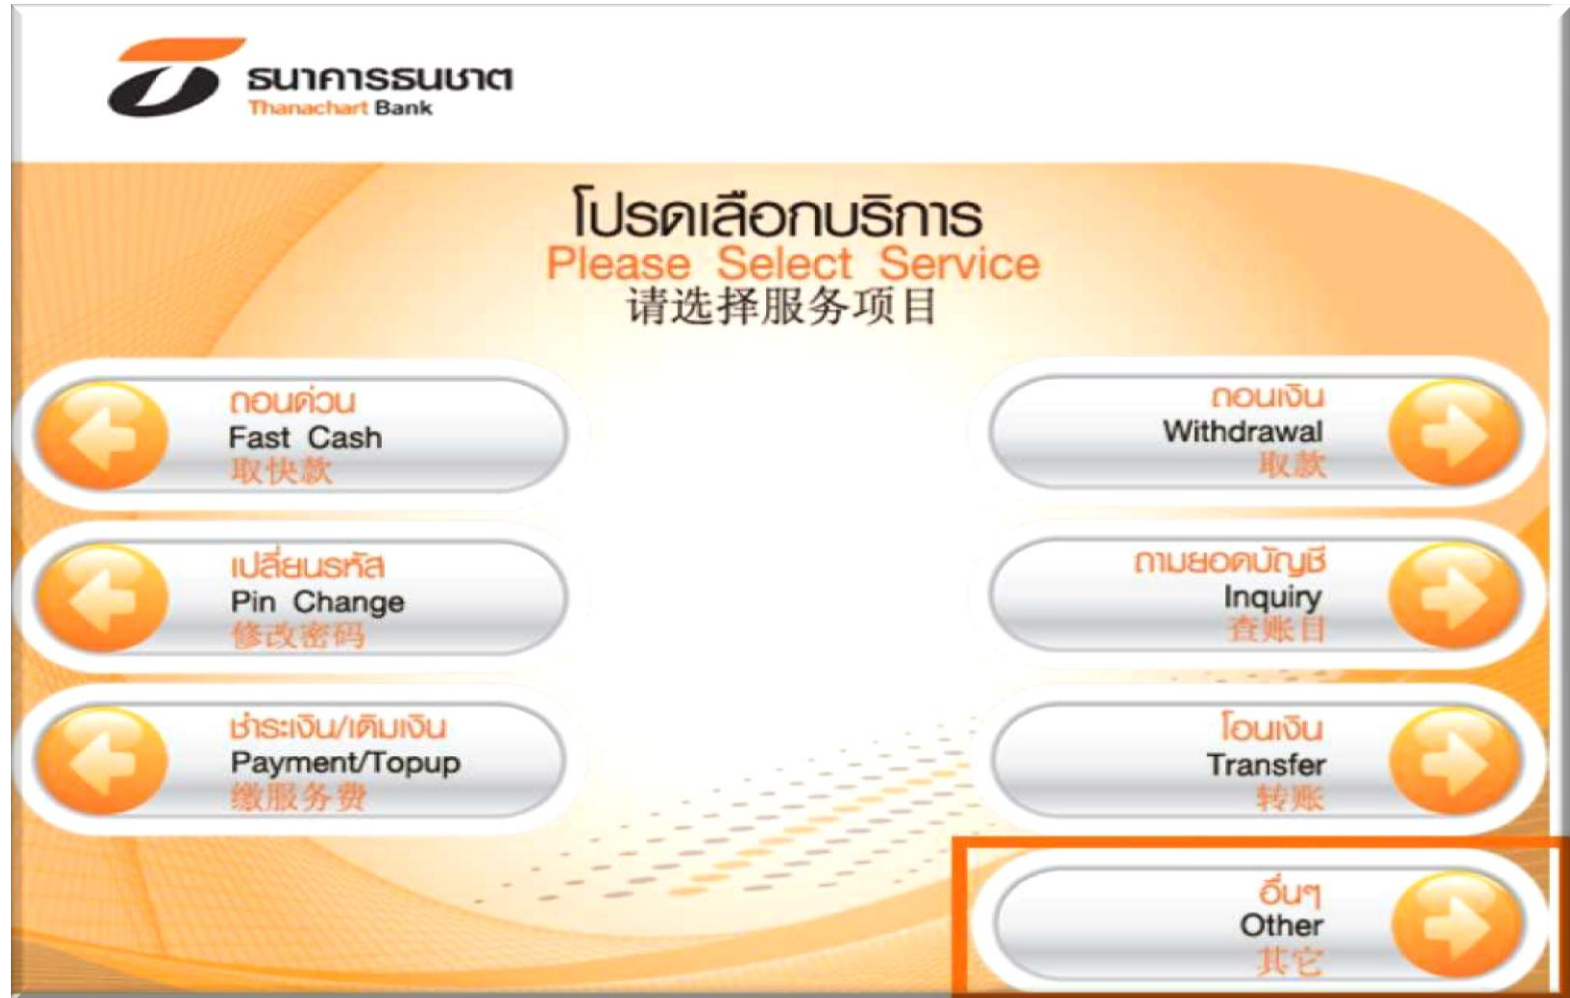 ธนาคารธนชาต
Thanachart Bank
โปรดเลือกบริการ
Please Select Service
请选择服务项目
ถอนด่วน
Fast Cash
取快款
ถอนเงิน
Withdrawal
取款
เปลี่ยนรหัส
Pin Change
修改密码
ถามยอดบัญชี
Inquiry
查账目
ชำระเงิน/เติมเงิน
Payment/Topup
缴服务费
โอนเงิน
Transfer
转账
อื่นๆ
Other
其它